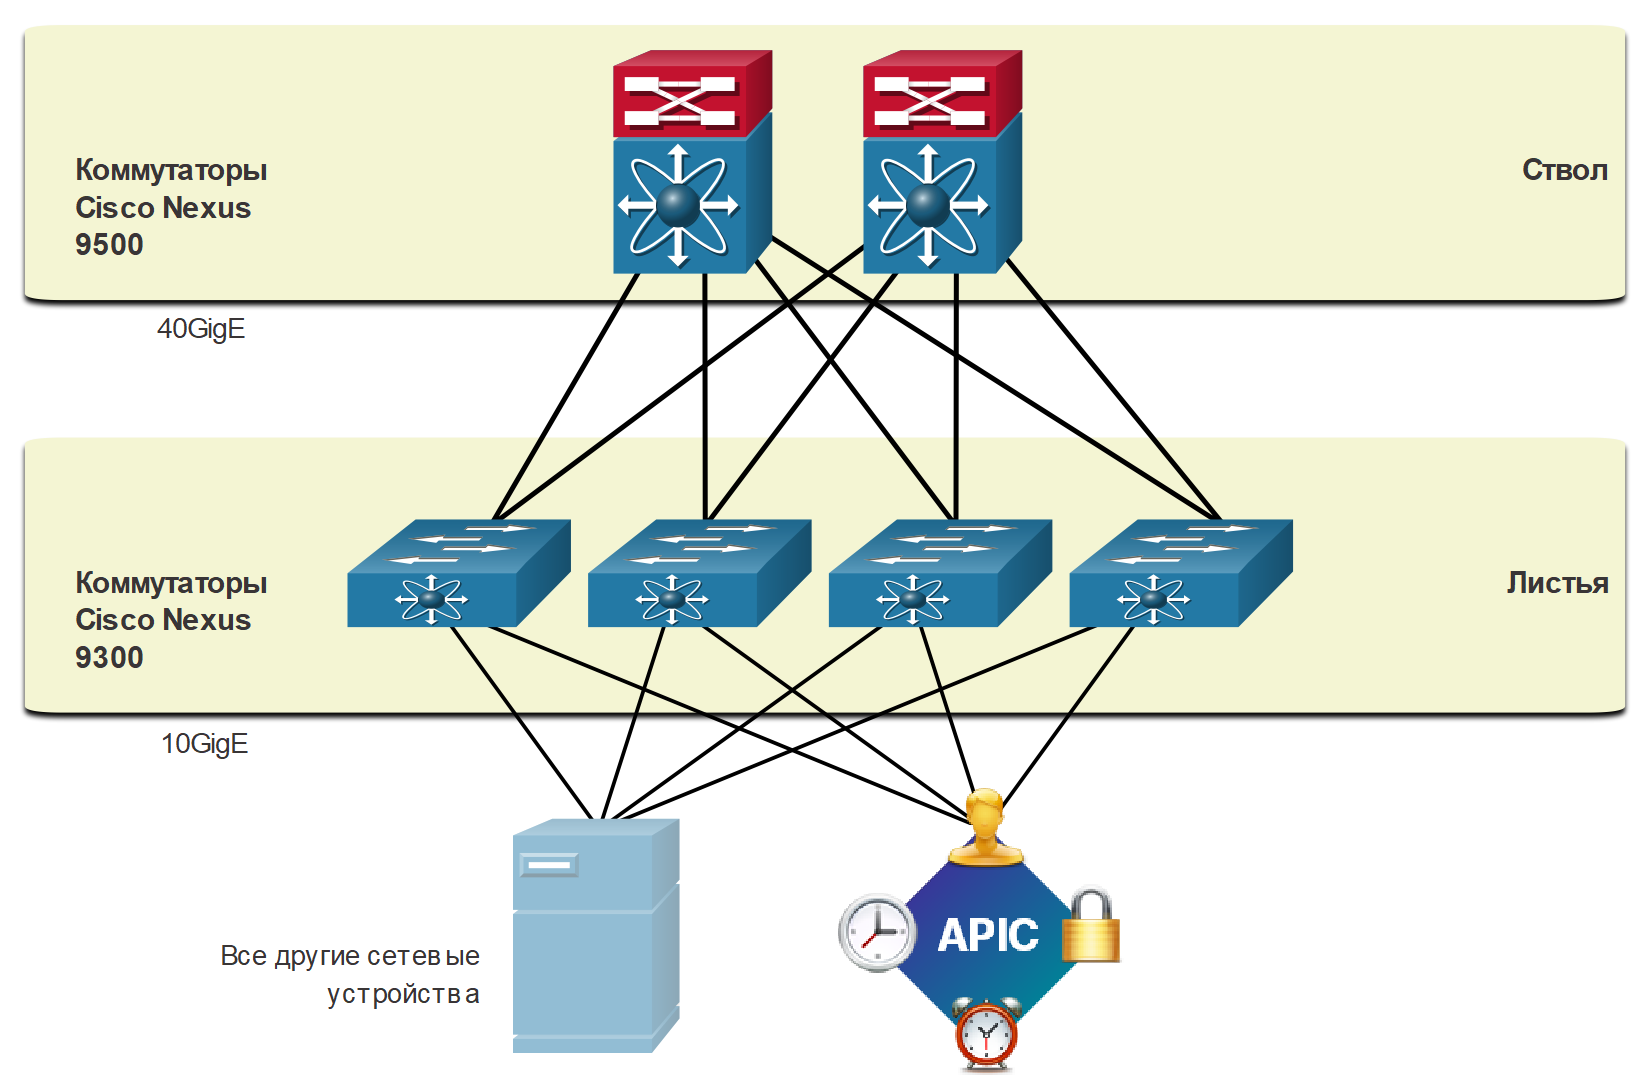 Коммутаторы
Cisco Nexus
9500
Ствол
40GigE
Коммутаторы
Cisco Nexus
9300
Листья
10GigE
Все другие сетевые
устройства
APIC